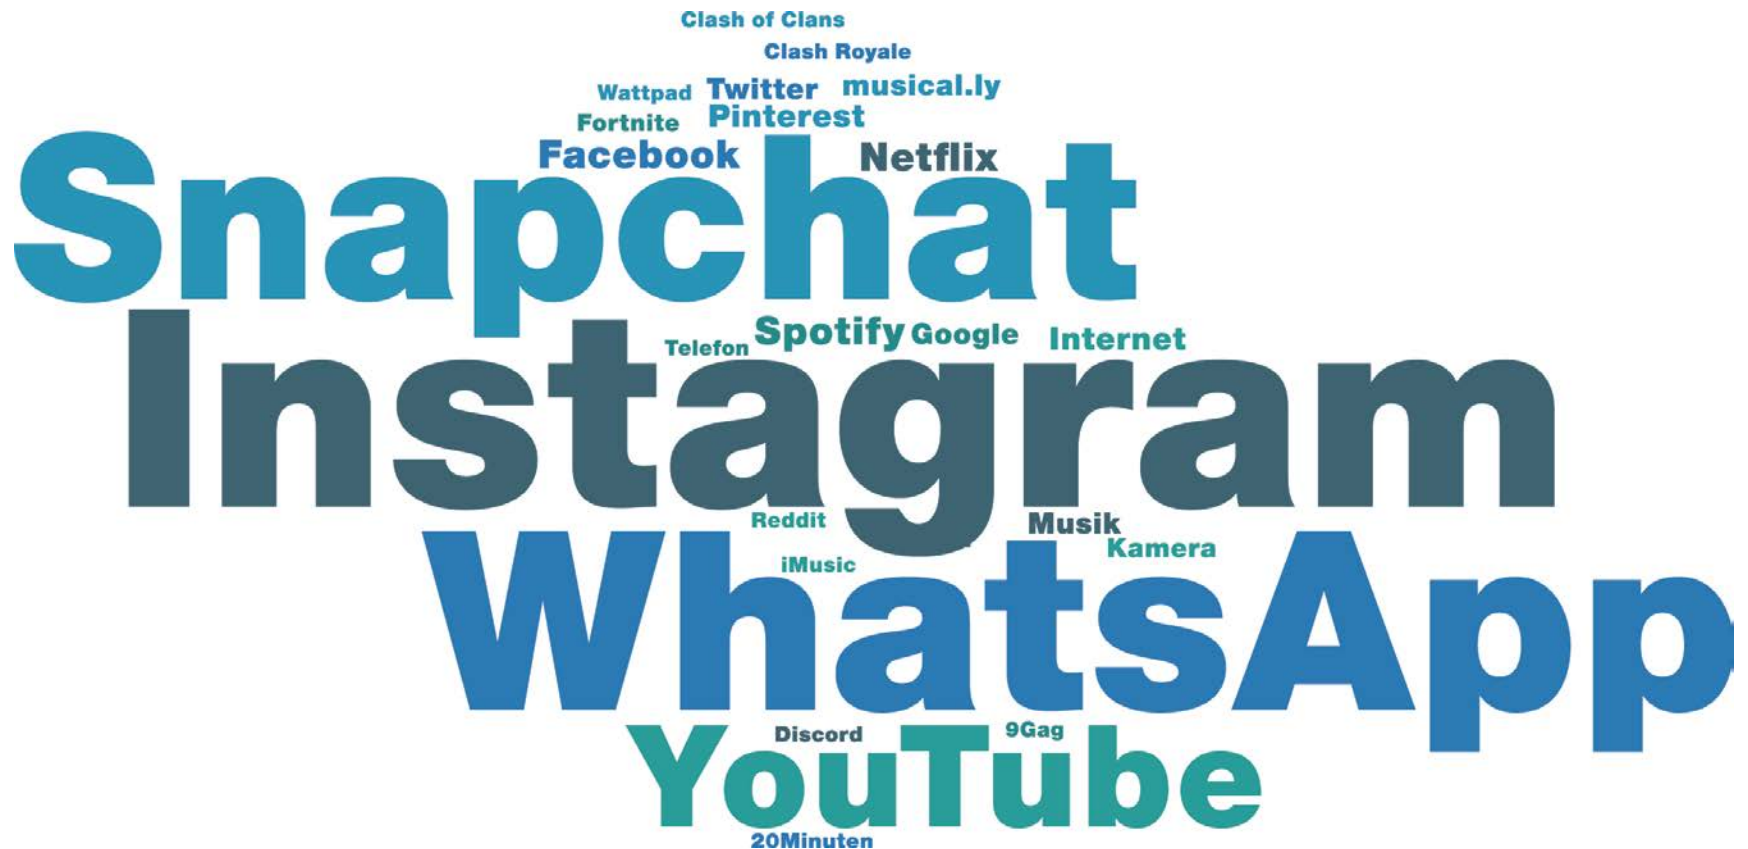 Clash of Clans
Clash Royale
Wattpad Twitter musical.ly
Fortnite Pinterest
Facebook Netflix
Snapchat
Telefon Spotify Google Internet
Instagram
Reddit Musik
iMusic Kamera
WhatsApp
Discord 9Gag
YouTube
20Minuten